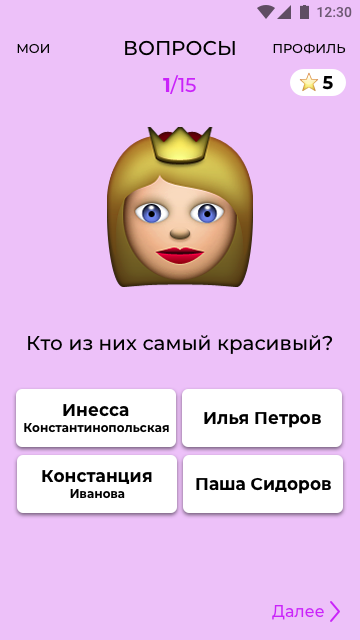 12:30
МОИ ВОПРОСЫ ПРОФИЛЬ
1/15 5
Кто из них самый красивый?
Инесса
Константинопольская
Илья Петров
Констанция
Иванова
Паша Сидоров
Далее